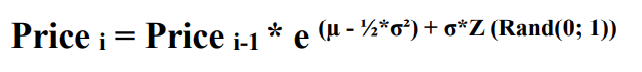 Price i = Price i-1 * e (μ - ½*σ²) + σ*Z (Rand(0; 1))